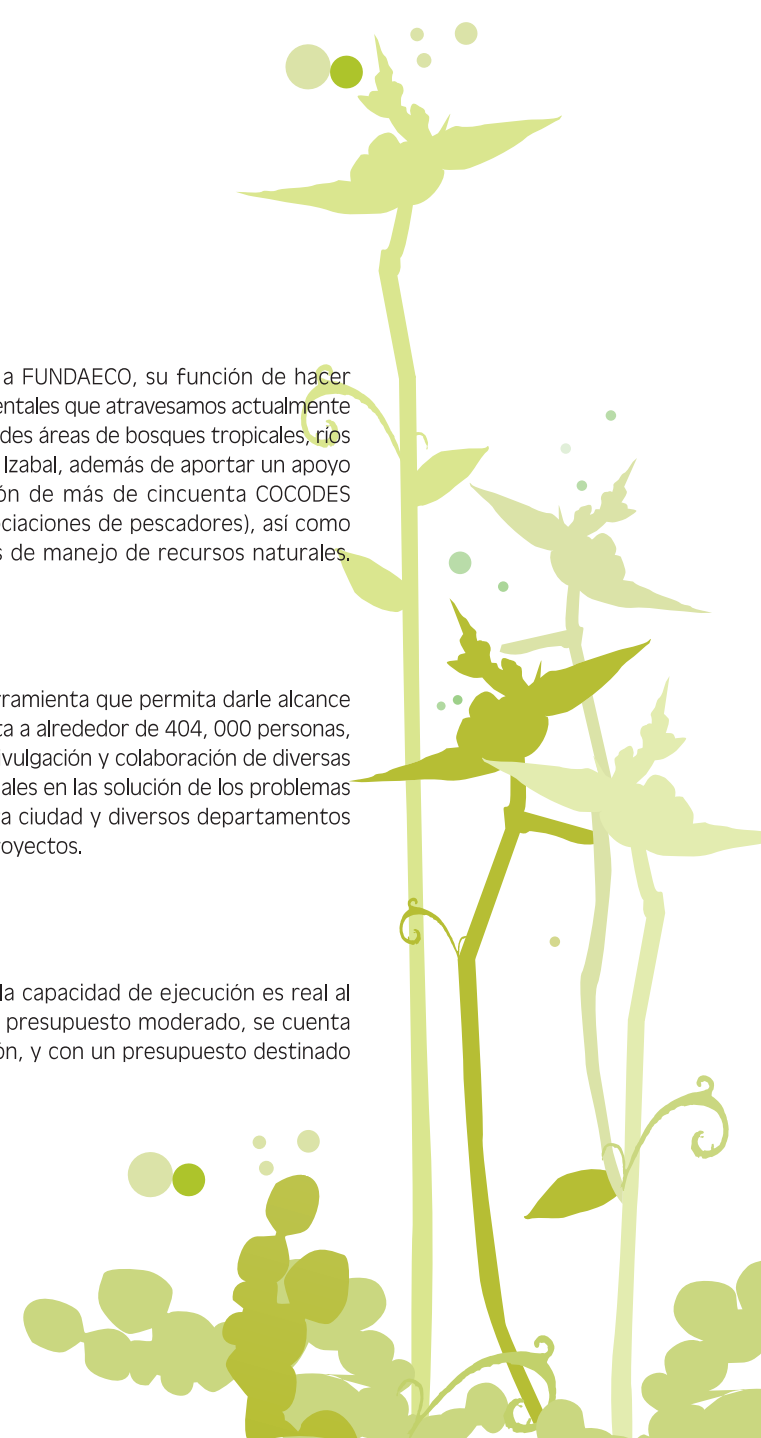 a FUNDAECO, su función de hacer
entales que atravesamos actualmente
des áreas de bosques tropicales, ríos
Izabal, además de aportar un apoyo
ón de más de cincuenta COCODES
ciaciones de pescadores), así como
s de manejo de recursos naturales.
rramienta que permita darle alcance
ta a alrededor de 404, 000 personas,
ivulgación y colaboración de diversas
ales en las solución de los problemas
a ciudad y diversos departamentos
royectos.
la capacidad de ejecución es real al
presupuesto moderado, se cuenta
ón, y con un presupuesto destinado